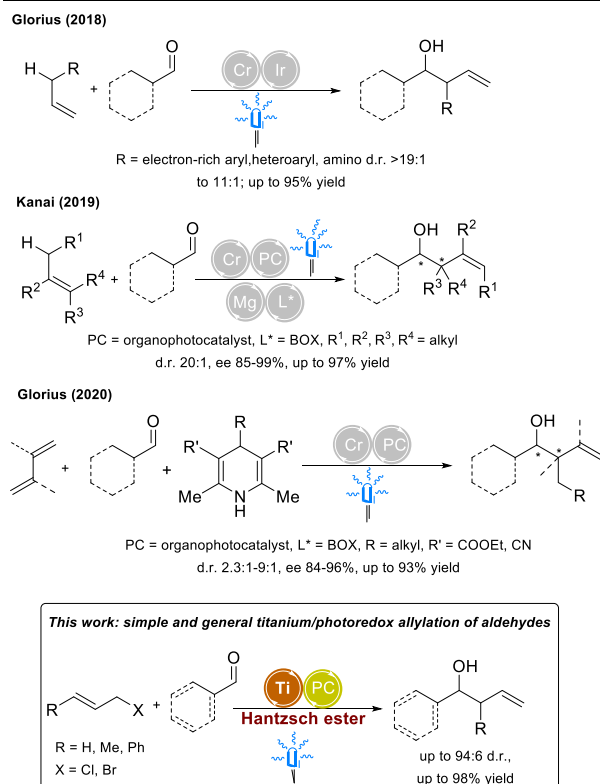 Glorius (2018)
OH
O
H R
Cr Ir
+
R
R = electron-rich aryl,heteroaryl, amino d.r. >19:1
to 11:1; up to 95% yield
Kanai (2019)
OH R²
O
H R¹
Cr PC
R² R⁴ +
* *
R³
R³ R⁴ R¹
Mg L*
PC = organophotocatalyst, L* = BOX, R¹, R², R³, R⁴ = alkyl
d.r. 20:1, ee 85-99%, up to 97% yield
Glorius (2020)
O R OH
R' R'
Cr PC
+ + * *
Me N Me R
H
PC = organophotocatalyst, L* = BOX, R = alkyl, R' = COOEt, CN
d.r. 2.3:1-9:1, ee 84-96%, up to 93% yield
This work: simple and general titanium/photoredox allylation of aldehydes
O OH
Ti PC
R X +
Hantzsch ester
R
R = H, Me, Ph
X = Cl, Br
up to 94:6 d.r.,
up to 98% yield